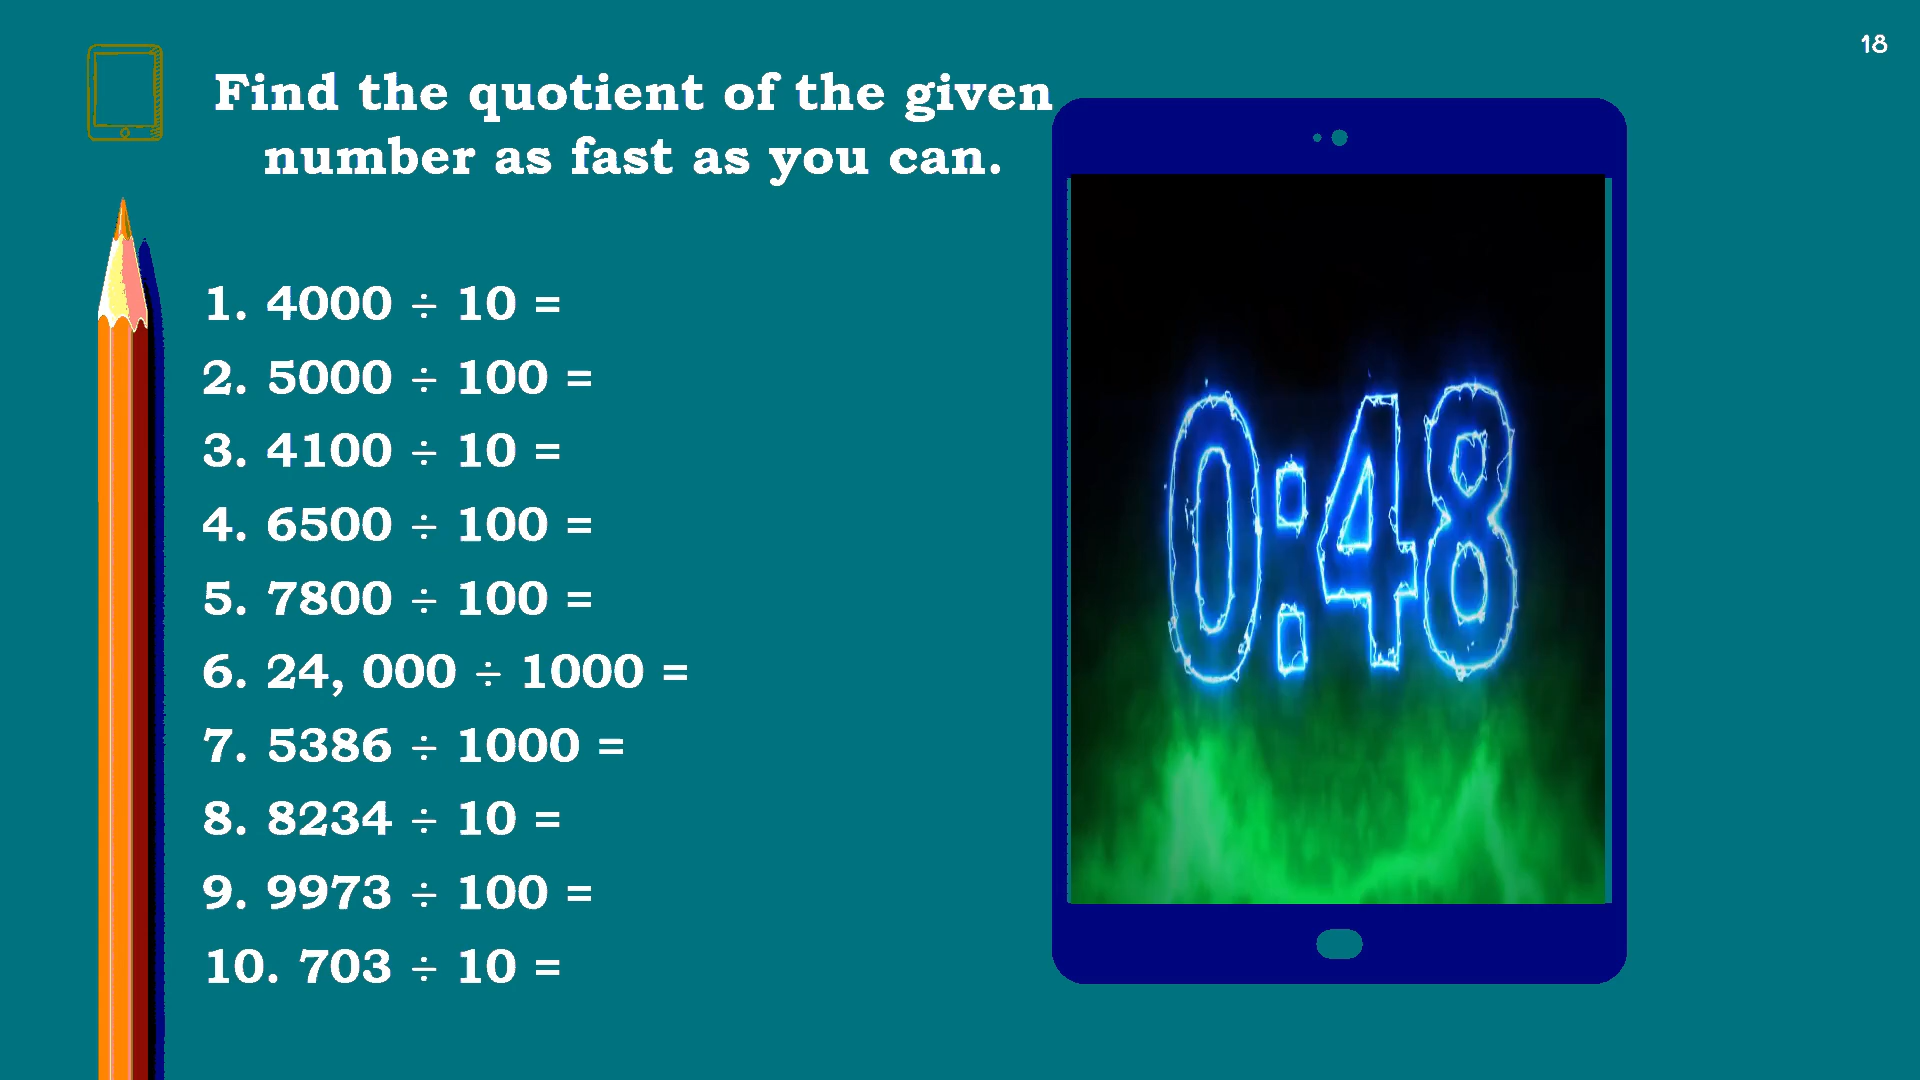 18
Find the quotient of the given
number as fast as you can.
1. 4000 ÷ 10 =
2. 5000 ÷ 100 =
3. 4100 ÷ 10 =
4. 6500 ÷ 100 =
5. 7800 ÷ 100 =
6. 24, 000 ÷ 1000 =
7. 5386 ÷ 1000 =
8. 8234 ÷ 10 =
9. 9973 ÷ 100 =
10. 703 ÷ 10 =
0:48